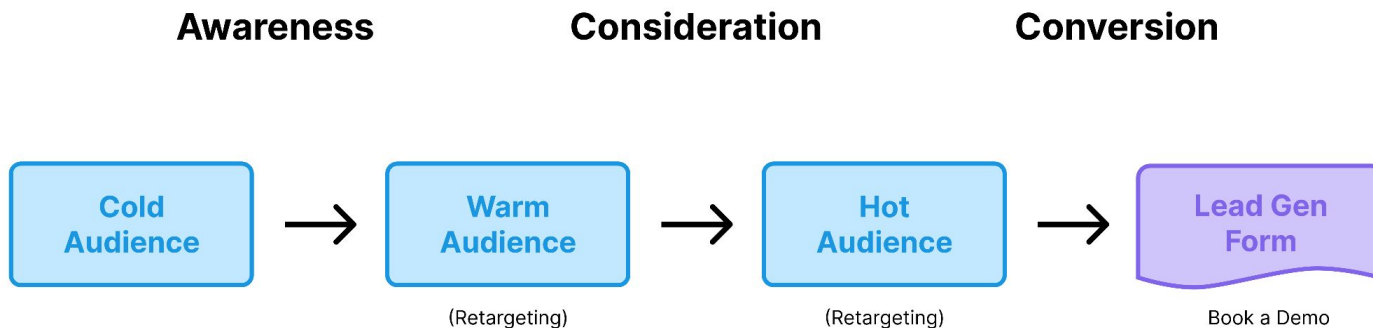 Awareness
Consideration
Conversion
Cold
Audience
Warm
Audience
Hot
Audience
Lead Gen
Form
(Retargeting)
(Retargeting)
Book a Demo